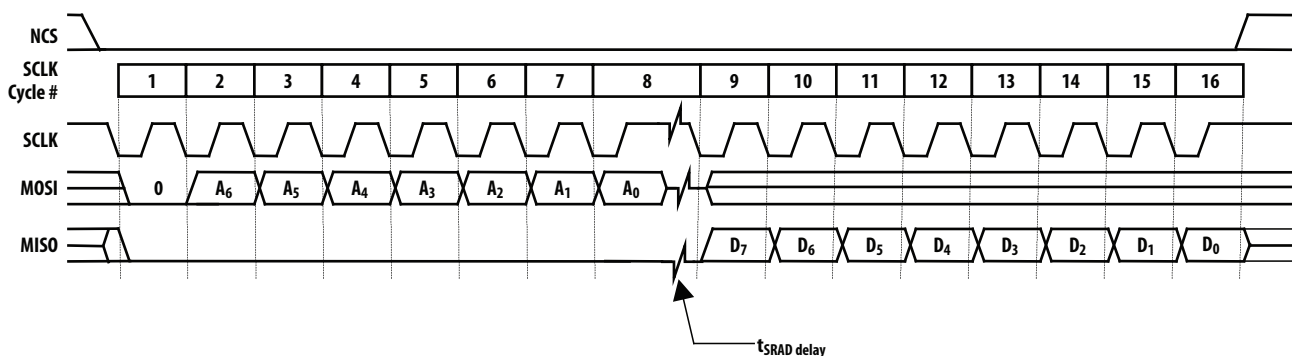 NCS
SCLK
Cycle #
1 2 3 4 5 6 7 8 9 10 11 12 13 14 15 16
SCLK
MOSI 0 A6 A5 A4 A3 A2 A1 A0
MISO D7 D6 D5 D4 D3 D2 D1 D0
tSRAD delay